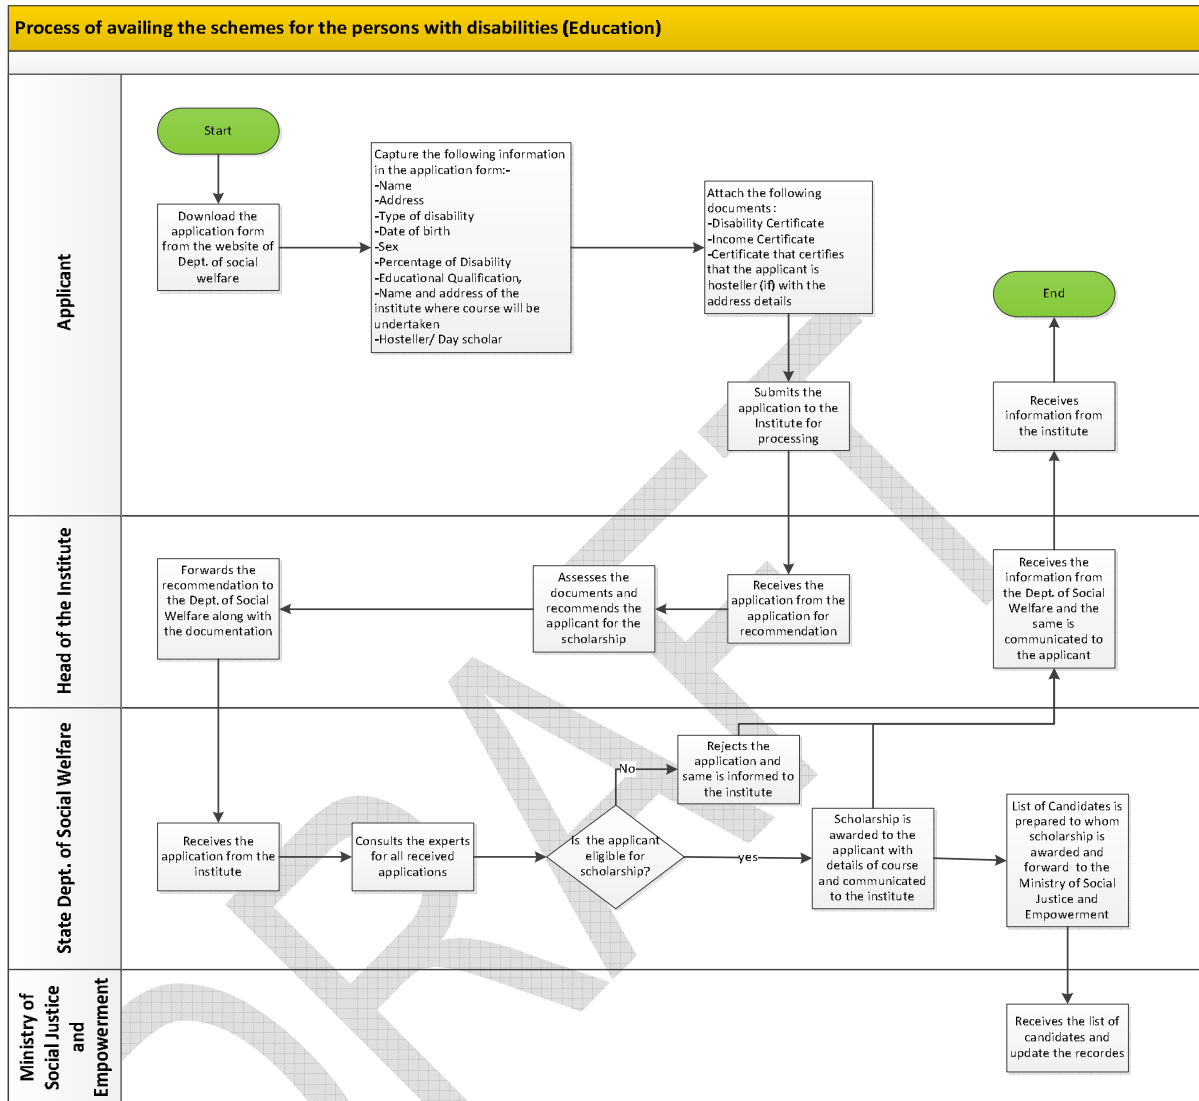 Process of availing the schemes for the persons with disabilities (Education)
Applicant
Start
Download the
application form
from the website of
Dept. of social
welfare
Capture the following information
in the application form:-
-Name
-Address
-Type of disability
-Date of birth
-Sex
-Percentage of Disability
-Educational Qualification,
-Name and address of the
institute where course will be
undertaken
-Hosteller/ Day scholar
Attach the following
documents :
-Disability Certificate
-Income Certificate
-Certificate that certifies
that the applicant is
hosteller (if) with the
address details
Submits the
application to the
Institute for
processing
End
Receives
information from
the institute
Head of the Institute
Forwards the
recommendation to
the Dept. of Social
Welfare along with
the documentation
Assesses the
documents and
recommends the
applicant for the
scholarship
Receives the
application from the
application for
recommendation
Receives the
information from
the Dept. of Social
Welfare and the
same is
communicated to
the applicant
State Dept. of Social Welfare
Receives the
application from the
institute
Consults the experts
for all received
applications
Is the applicant
eligible for
scholarship?
No
Rejects the
application and
same is informed to
the institute
yes
Scholarship is
awarded to the
applicant with
details of course
and communicated
to the institute
List of Candidates is
prepared to whom
scholarship is
awarded and
forward to the
Ministry of Social
Justice and
Empowerment
Ministry of
Social Justice
and
Empowerment
Receives the list of
candidates and
update the recordes
DRAFT